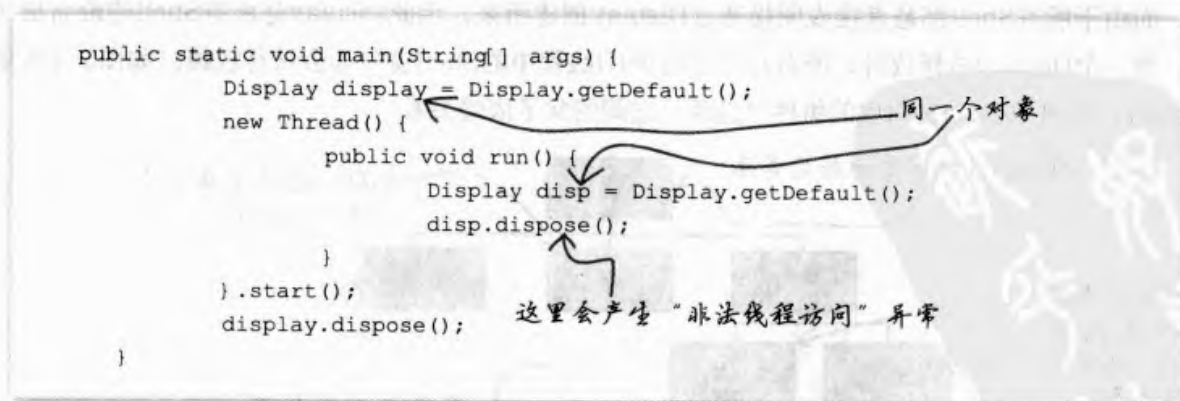 public static void main(String[] args) {
Display display = Display.getDefault();
new Thread() {
同一个对象
public void run() {
Display disp = Display.getDefault();
disp.dispose();
}
}.start();
这里会产生“非法线程访问”异常
display.dispose();
}